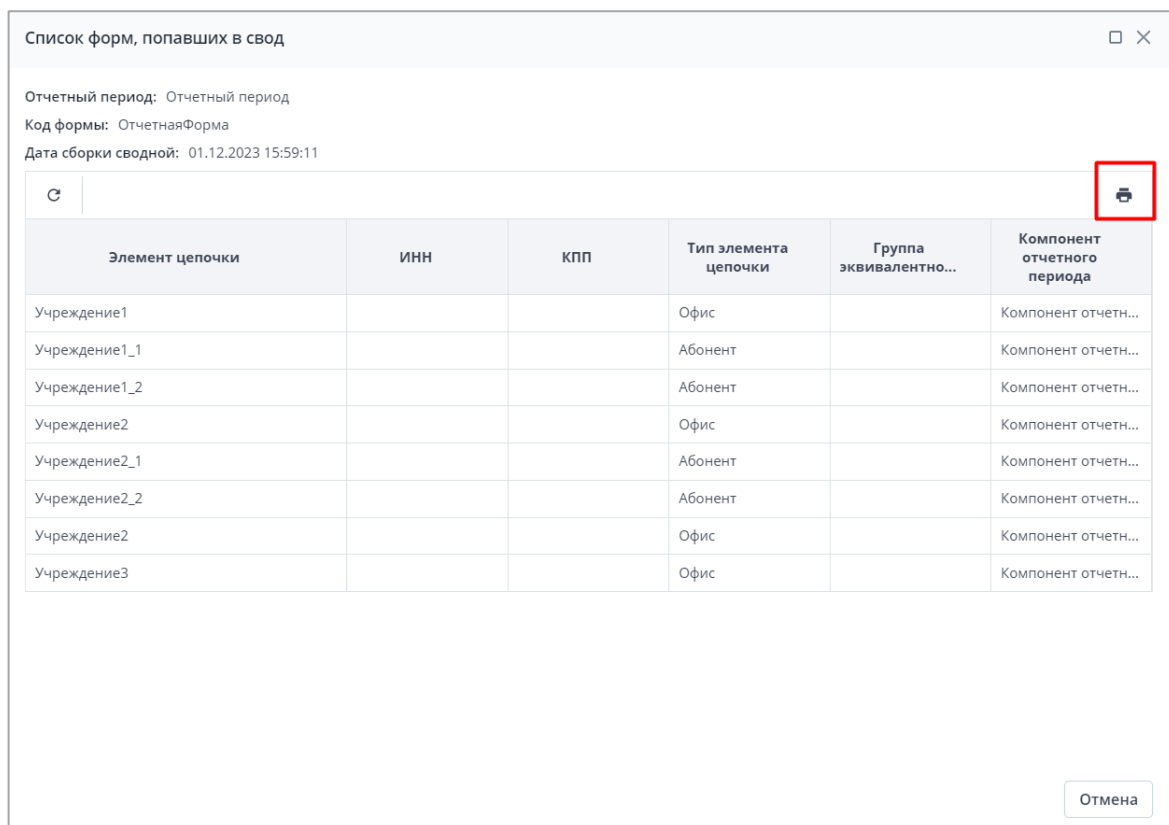 Список форм, попавших в свод
Отчетный период: Отчетный период
Код формы: ОтчетнаяФорма
Дата сборки сводной: 01.12.2023 15:59:11
Элемент цепочки ИНН КПП Тип элемента цепочки Группа эквивалентно... Компонент отчетного периода
Учреждение1 Офис Компонент отчетн...
Учреждение1_1 Абонент Компонент отчетн...
Учреждение1_2 Абонент Компонент отчетн...
Учреждение2 Офис Компонент отчетн...
Учреждение2_1 Абонент Компонент отчетн...
Учреждение2_2 Абонент Компонент отчетн...
Учреждение2 Офис Компонент отчетн...
Учреждение3 Офис Компонент отчетн...
Отмена